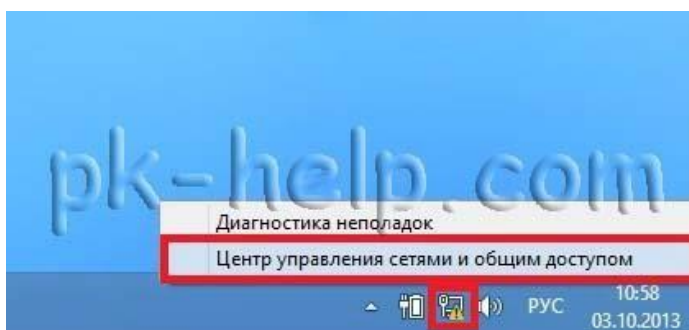 pk-help.com
Диагностика неполадок
Центр управления сетями и общим доступом
РУС
10:58
03.10.2013